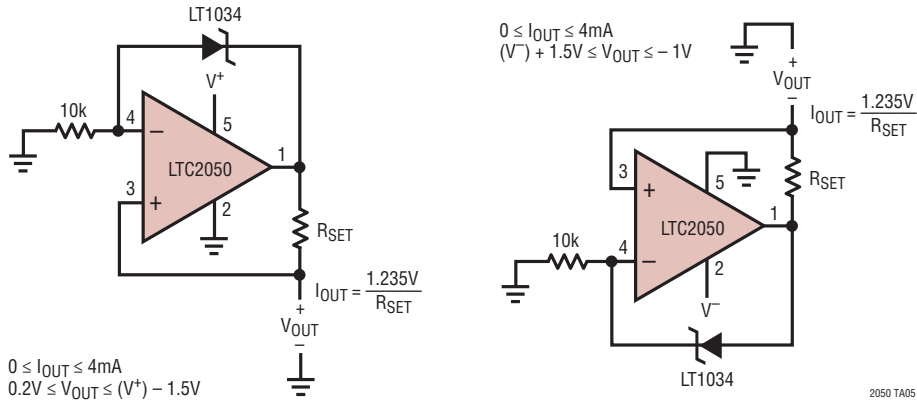 LT1034
V+
10k
4
–
5
1
LTC2050
3
+
2
RSET
IOUT = 1.235V
RSET
+
VOUT
–
0 ≤ IOUT ≤ 4mA
0.2V ≤ VOUT ≤ (V+) – 1.5V
0 ≤ IOUT ≤ 4mA
(V–) + 1.5V ≤ VOUT ≤ – 1V
+
VOUT
–
IOUT = 1.235V
RSET
3
+
5
RSET
LTC2050
1
10k
4
–
2
V–
LT1034
2050 TA05